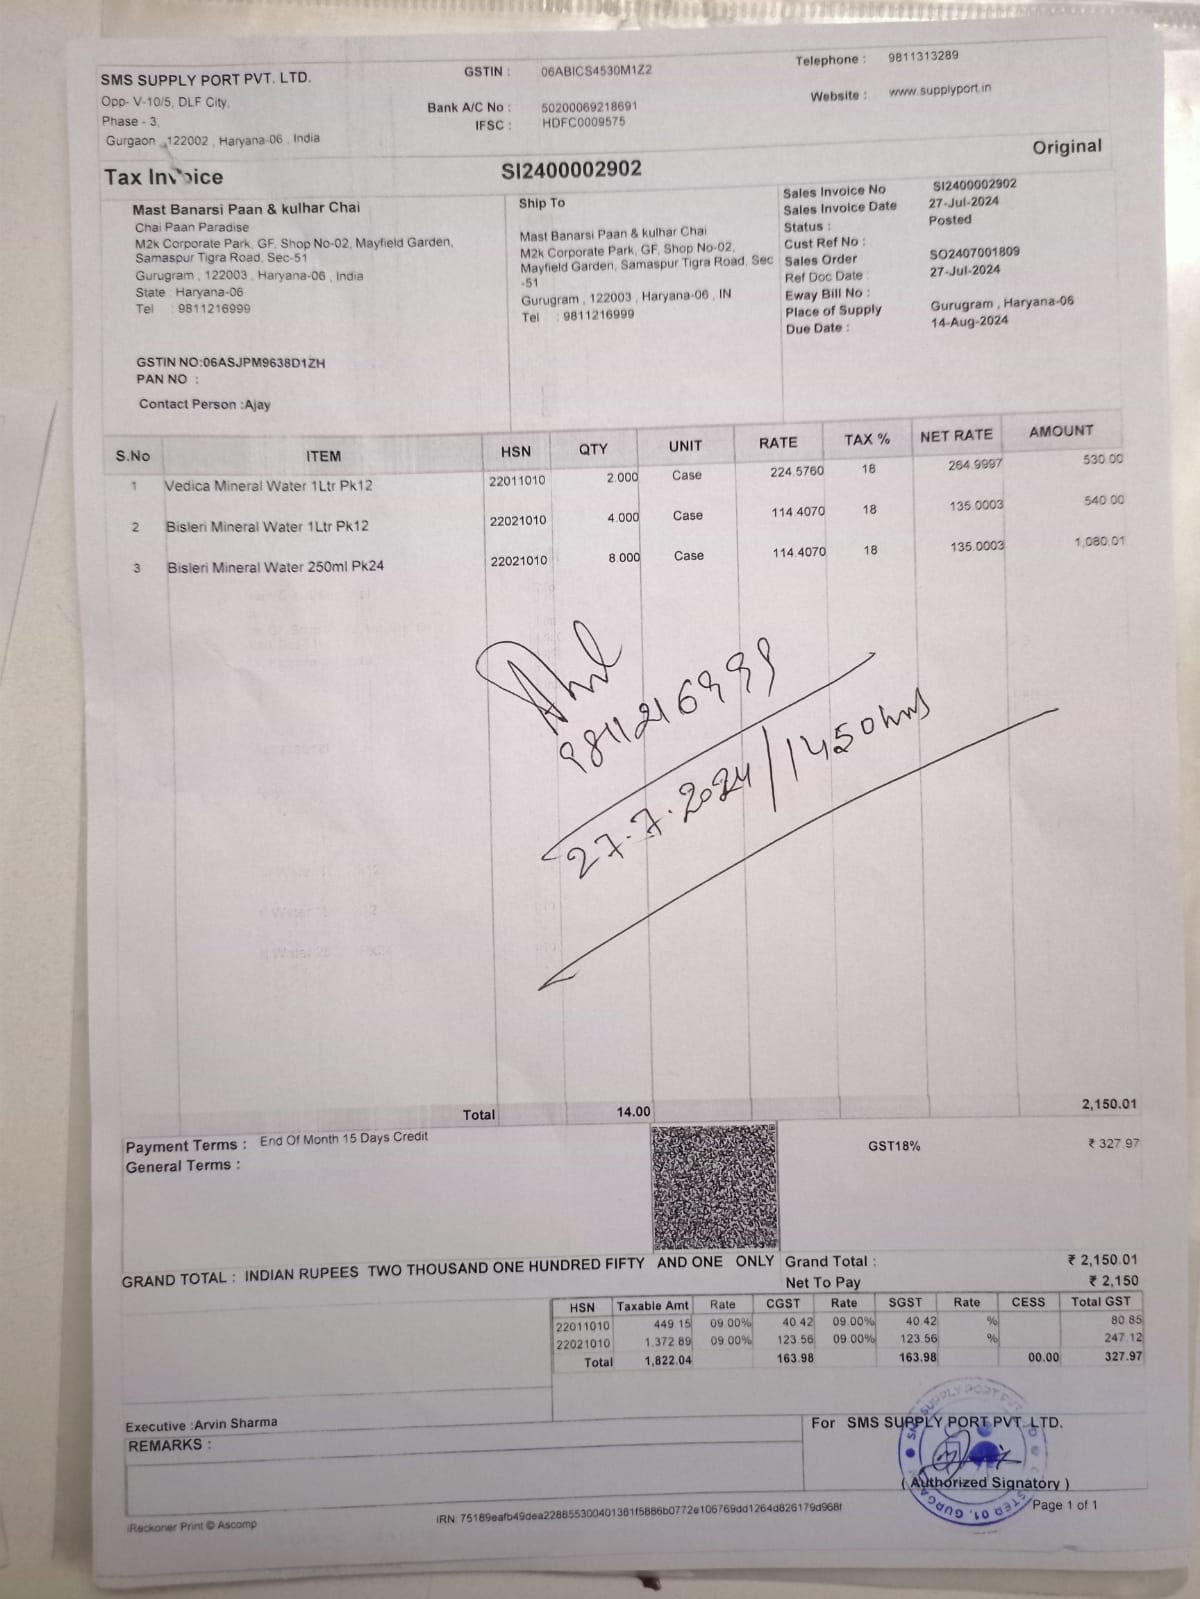 SMS SUPPLY PORT PVT. LTD.
Opp- V-10/5, DLF City,
Phase - 3,
Gurgaon , 122002 , Haryana-06 , India
GSTIN : 06ABICS4530M1Z2
Bank A/C No : 50200069218691
IFSC : HDFC0009575
Telephone : 9811313289
Website : www.supplyport.in
Tax Invoice
SI2400002902
Original
Mast Banarsi Paan & kulhar Chai
Chai Paan Paradise
M2k Corporate Park, GF, Shop No-02, Mayfield Garden,
Samaspur Tigra Road, Sec-51
Gurugram , 122003 , Haryana-06 , India
State : Haryana-06
Tel : 9811216999
GSTIN NO:06ASJPM9638D1ZH
PAN NO :
Contact Person :Ajay
Ship To
Mast Banarsi Paan & kulhar Chai
M2k Corporate Park, GF, Shop No-02,
Mayfield Garden, Samaspur Tigra Road, Sec
-51
Gurugram , 122003 , Haryana-06 , IN
Tel : 9811216999
Sales Invoice No SI2400002902
Sales Invoice Date 27-Jul-2024
Status : Posted
Cust Ref No :
Sales Order SO2407001809
Ref Doc Date : 27-Jul-2024
Eway Bill No :
Place of Supply Gurugram , Haryana-06
Due Date : 14-Aug-2024
S.No ITEM HSN QTY UNIT RATE TAX % NET RATE AMOUNT
1 Vedica Mineral Water 1Ltr Pk12 22011010 2.000 Case 224.5760 18 264.9997 530.00
2 Bisleri Mineral Water 1Ltr Pk12 22021010 4.000 Case 114.4070 18 135.0003 540.00
3 Bisleri Mineral Water 250ml Pk24 22021010 8.000 Case 114.4070 18 135.0003 1,080.01
9811216999
27.7.2024/1450hrs
Total 14.00 2,150.01
Payment Terms : End Of Month 15 Days Credit
General Terms :
GST18% ₹ 327.97
GRAND TOTAL : INDIAN RUPEES TWO THOUSAND ONE HUNDRED FIFTY AND ONE ONLY
Grand Total : ₹ 2,150.01
Net To Pay ₹ 2,150
HSN Taxable Amt Rate CGST Rate SGST Rate CESS Total GST
22011010 449.15 09.00% 40.42 09.00% 40.42 % 80.85
22021010 1,372.89 09.00% 123.56 09.00% 123.56 % 247.12
Total 1,822.04 163.98 163.98 00.00 327.97
Executive :Arvin Sharma
REMARKS :
For SMS SUPPLY PORT PVT. LTD.
( Authorized Signatory )
Page 1 of 1
iReckoner Print © Ascomp
IRN: 75189eafb49dea228855300401381f5886b0772e106769dd1264d826179d968f